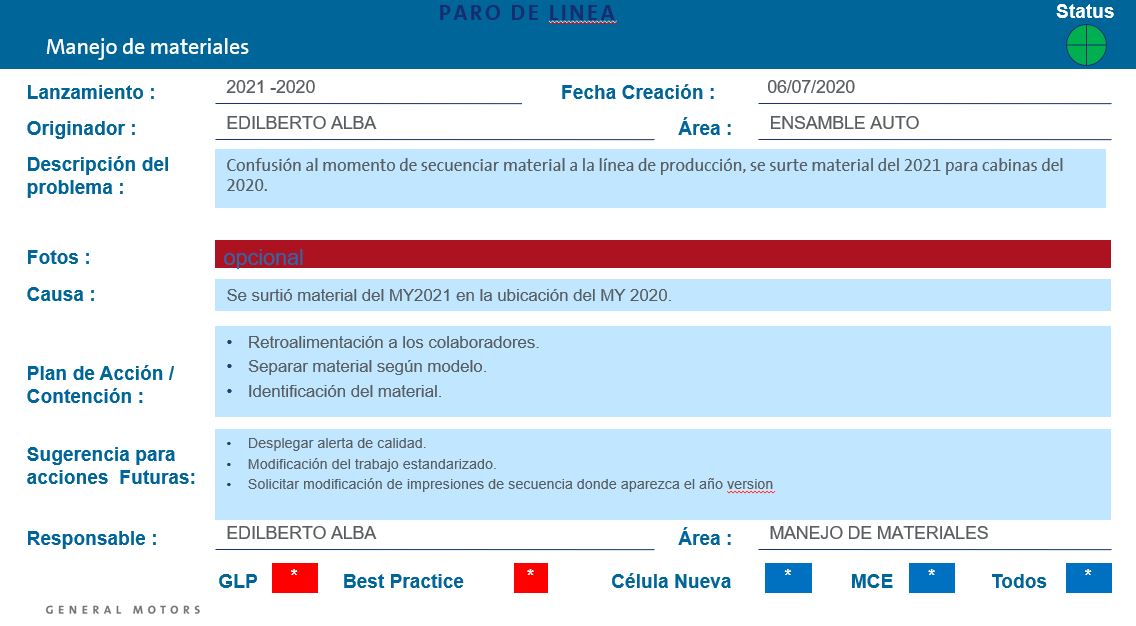 PARO DE LINEA
Status
Manejo de materiales
Lanzamiento : 2021 -2020 Fecha Creación : 06/07/2020
Originador : EDILBERTO ALBA Área : ENSAMBLE AUTO
Descripción del problema :
Confusión al momento de secuenciar material a la línea de producción, se surte material del 2021 para cabinas del
2020.
Fotos : opcional
Causa : Se surtió material del MY2021 en la ubicación del MY 2020.
Plan de Acción /
Contención :
• Retroalimentación a los colaboradores.
• Separar material según modelo.
• Identificación del material.
Sugerencia para
acciones Futuras:
• Desplegar alerta de calidad.
• Modificación del trabajo estandarizado.
• Solicitar modificación de impresiones de secuencia donde aparezca el año version
Responsable : EDILBERTO ALBA Área : MANEJO DE MATERIALES
GLP * Best Practice * Célula Nueva * MCE * Todos *
GENERAL MOTORS